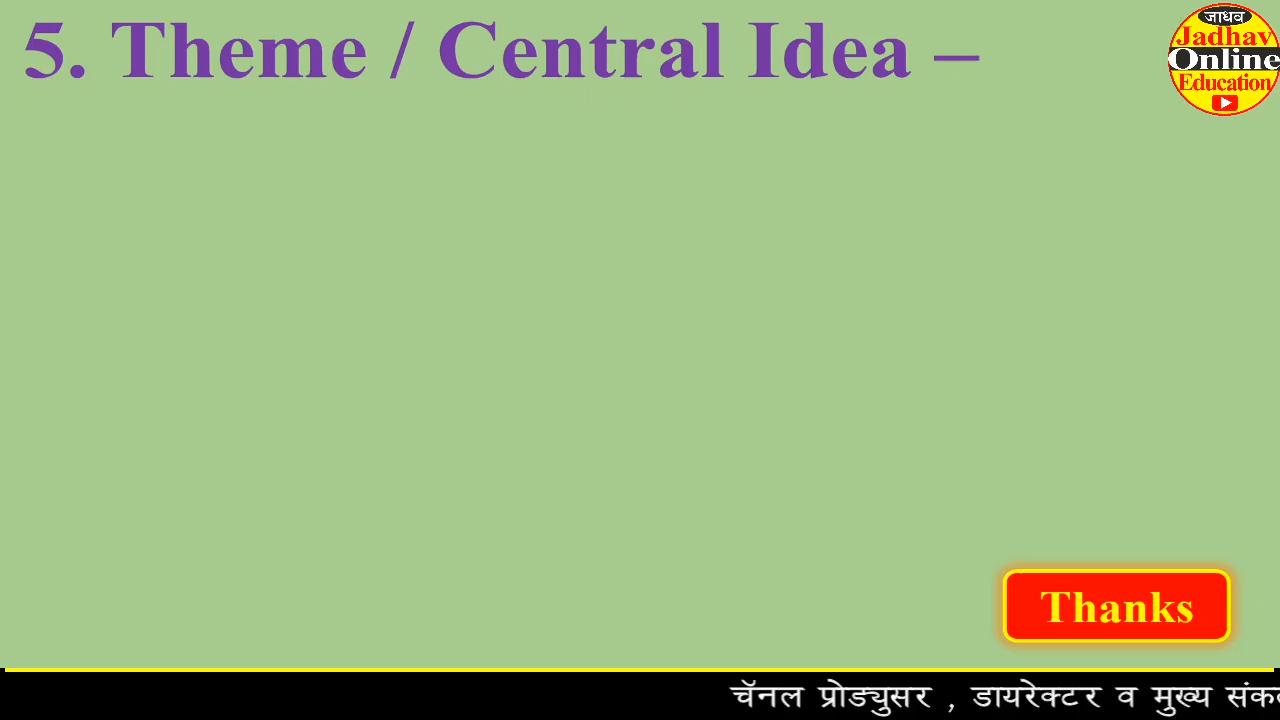 5. Theme / Central Idea –
जाधव
Jadhav
Online
Education
Thanks
चॅनल प्रोड्युसर , डायरेक्टर व मुख्य